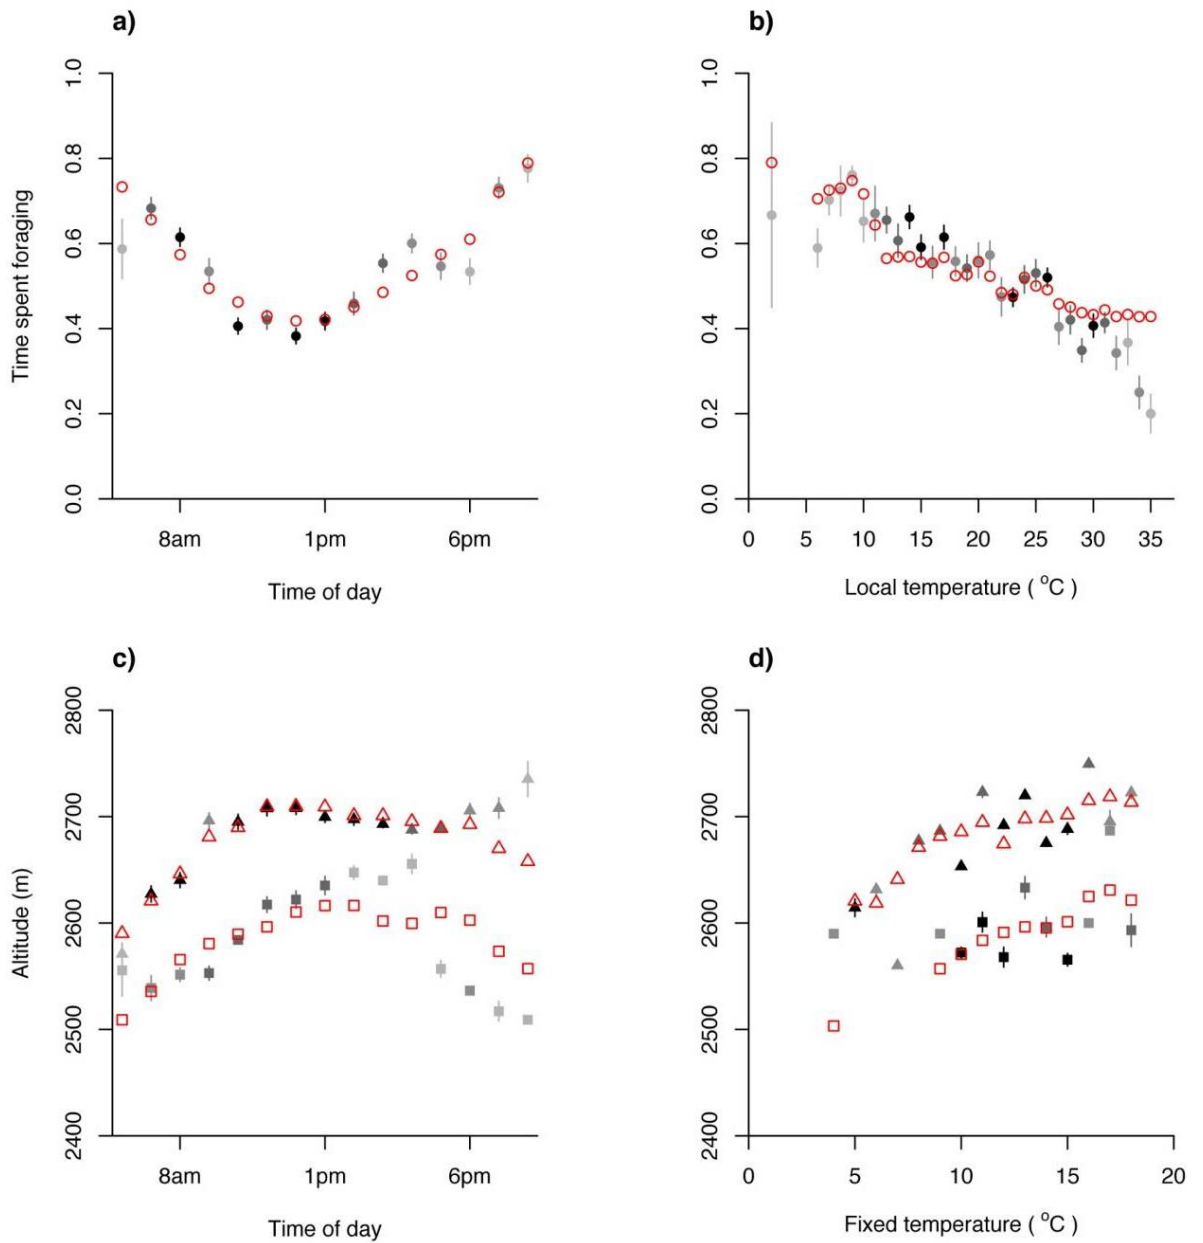 a)
Time spent foraging
1.0
0.8
0.6
0.4
0.2
0.0
8am 1pm 6pm
Time of day
b)
1.0
0.8
0.6
0.4
0.2
0.0
0 5 10 15 20 25 30 35
Local temperature ( °C )
c)
Altitude (m)
2800
2700
2600
2500
2400
8am 1pm 6pm
Time of day
d)
2800
2700
2600
2500
2400
0 5 10 15 20
Fixed temperature ( °C )